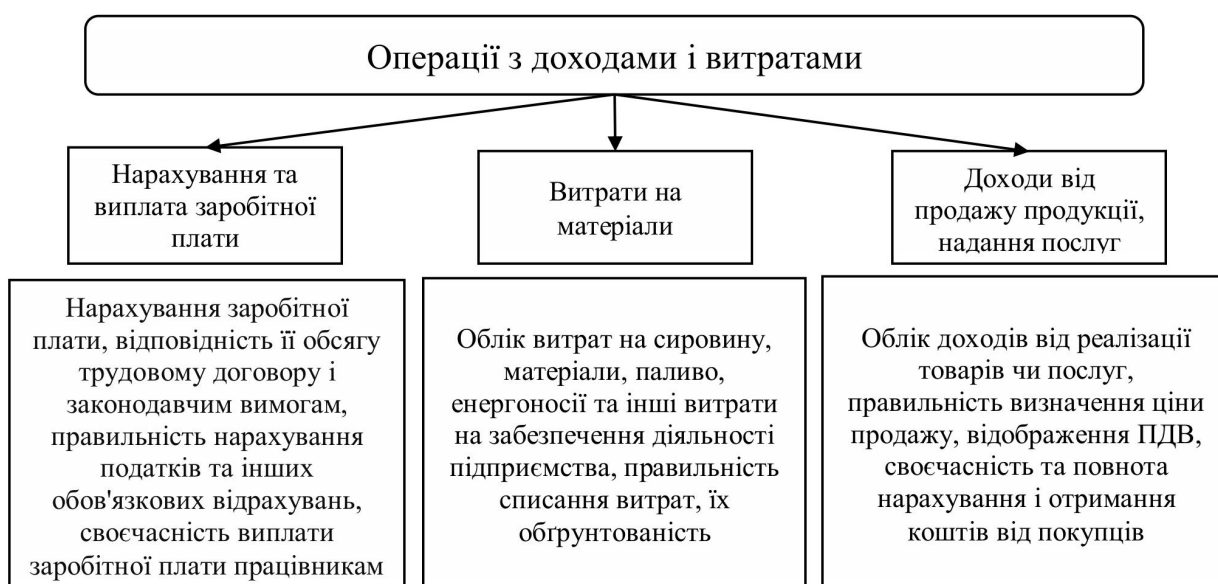 Операції з доходами і витратами
Нарахування та
виплата заробітної
плати
Витрати на
матеріали
Доходи від
продажу продукції,
надання послуг
Нарахування заробітної
плати, відповідність її обсягу
трудовому договору і
законодавчим вимогам,
правильність нарахування
податків та інших
обов'язкових відрахувань,
своєчасність виплати
заробітної плати працівникам
Облік витрат на сировину,
матеріали, паливо,
енергоносії та інші витрати
на забезпечення діяльності
підприємства, правильність
списання витрат, їх
обґрунтованість
Облік доходів від реалізації
товарів чи послуг,
правильність визначення ціни
продажу, відображення ПДВ,
своєчасність та повнота
нарахування і отримання
коштів від покупців